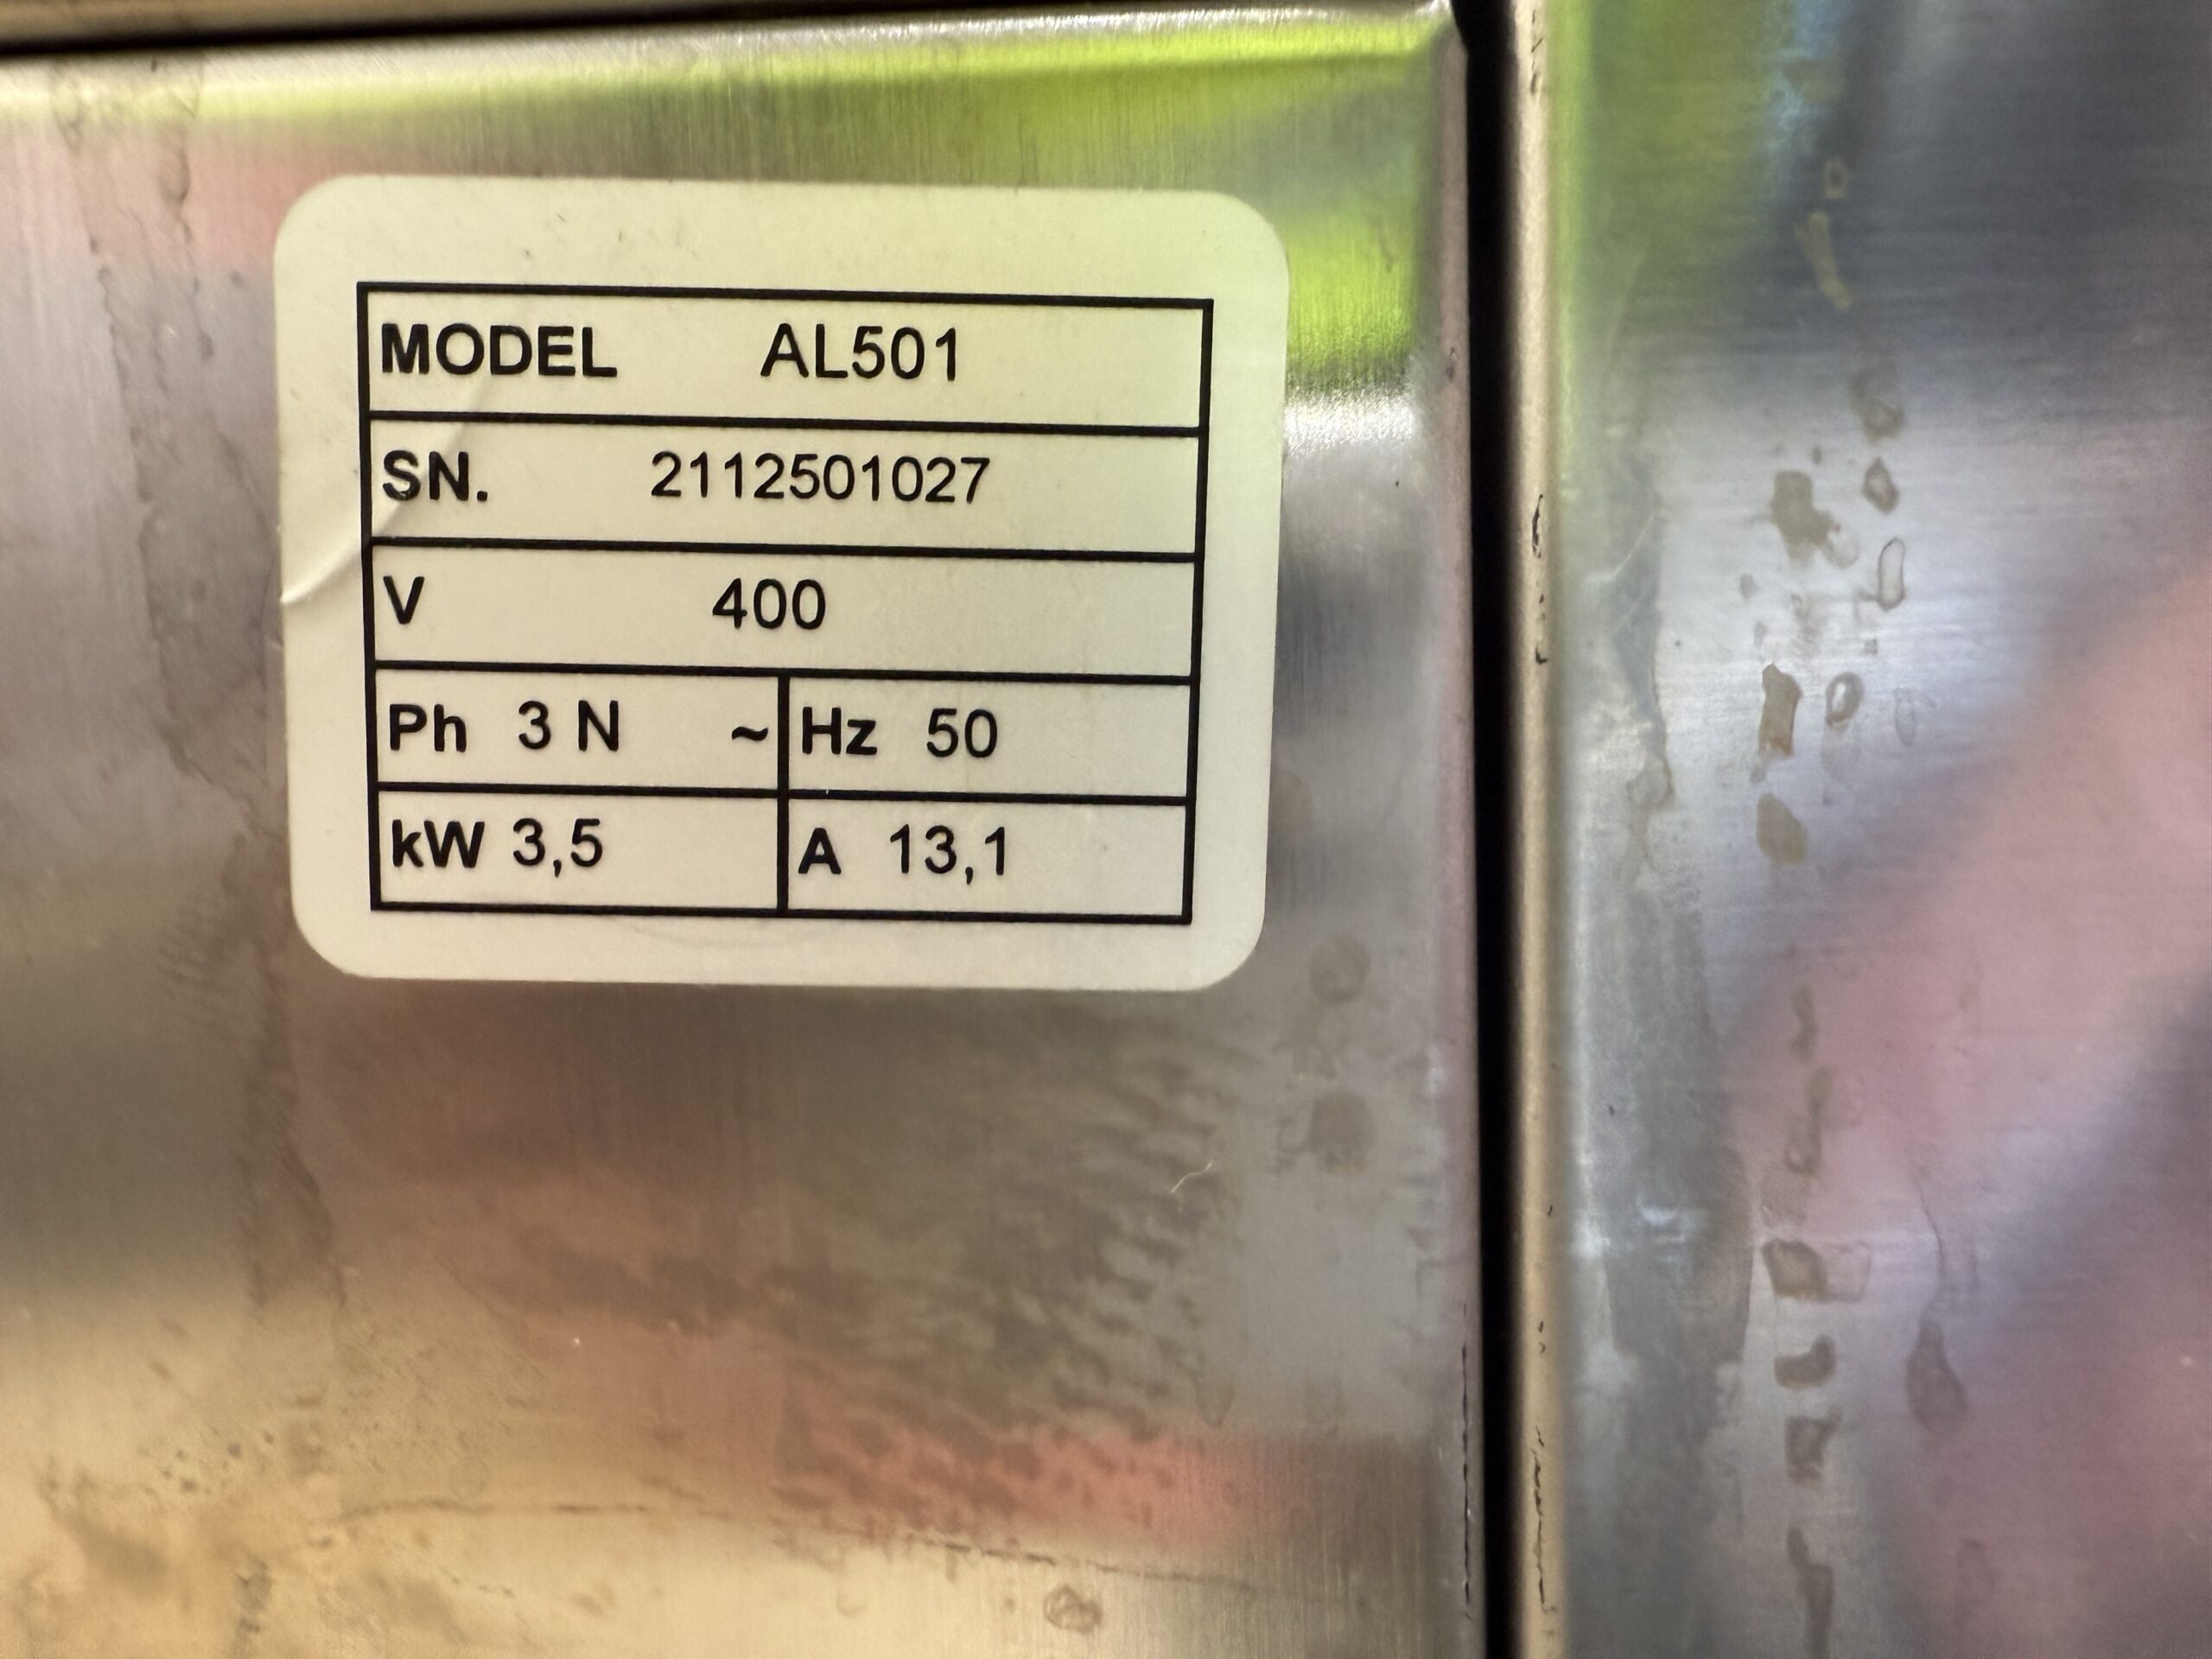 MODEL AL501
SN. 2112501027
V 400
Ph 3 N ~ Hz 50
kW 3,5 A 13,1